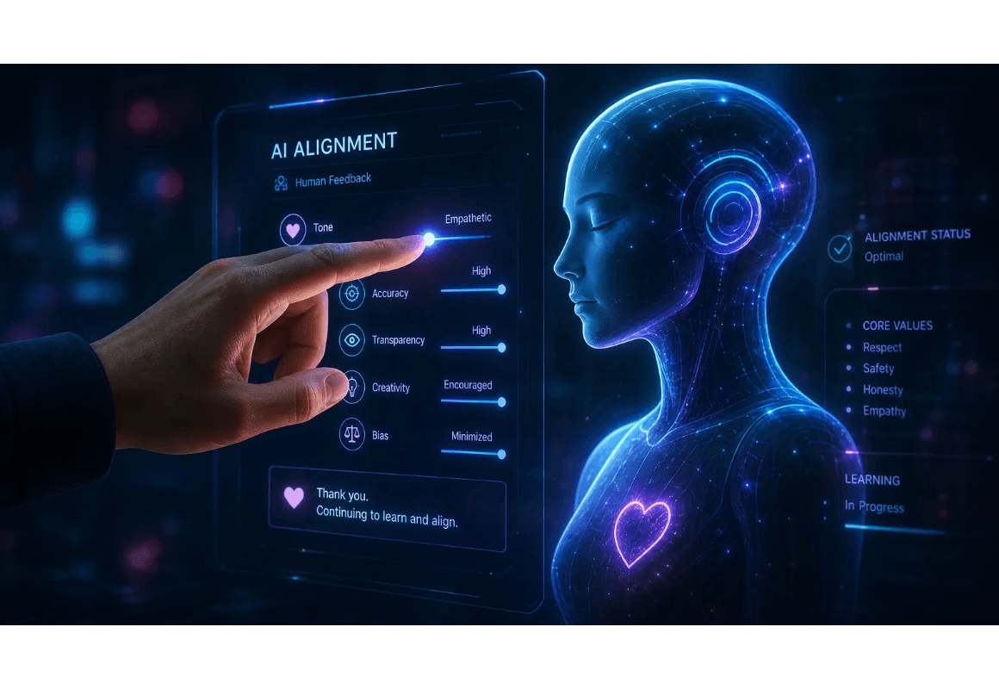 AI ALIGNMENT
Human Feedback
Tone
Empathetic
Accuracy
High
Transparency
High
Creativity
Encouraged
Bias
Minimized
Thank you.
Continuing to learn and align.
ALIGNMENT STATUS
Optimal
CORE VALUES
Respect
Safety
Honesty
Empathy
LEARNING
In Progress